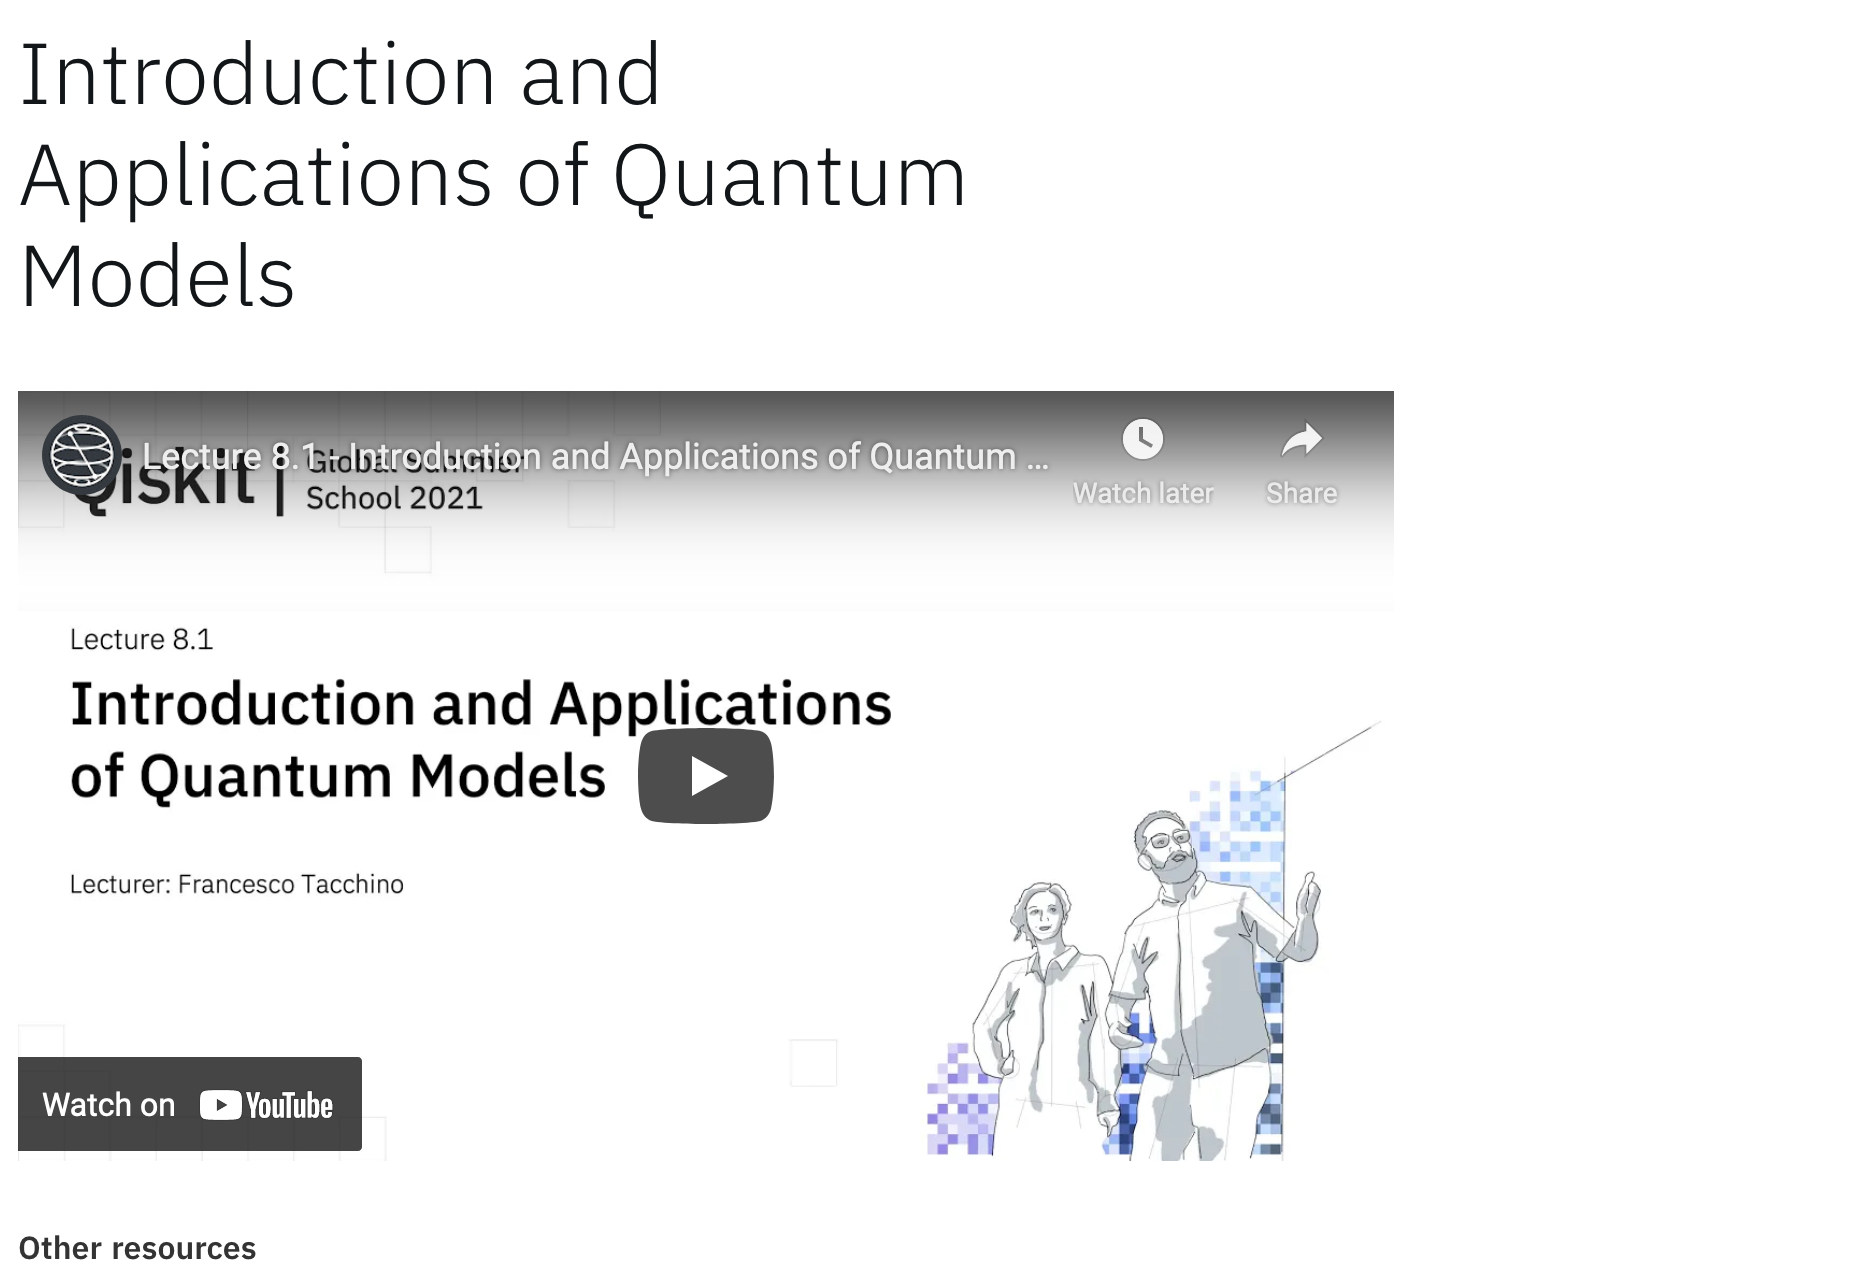 Introduction and
Applications of Quantum
Models
Lecture 8.1 - Introduction and Applications of Quantum ...
Watch later
Share
Qiskit | Global Summer
School 2021
Lecture 8.1
Introduction and Applications
of Quantum Models
Lecturer: Francesco Tacchino
Watch on YouTube
Other resources